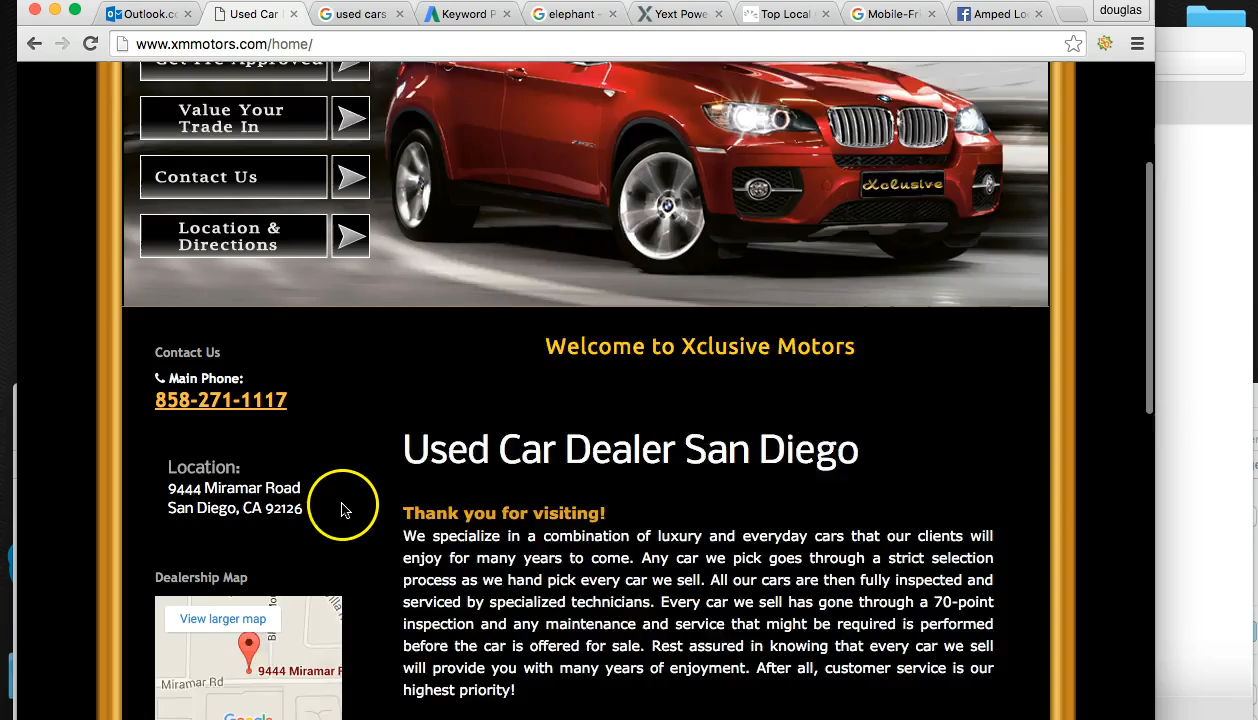 douglas
Outlook.c
Used Car
used cars
Keyword P
elephant -
Yext Powe
Top Local
Mobile-Fri
Amped Lo
www.xmmotors.com/home/
Get Pre Approved
Value Your
Trade In
Contact Us
Location &
Directions
Xclusive
Contact Us
Main Phone:
858-271-1117
Location:
9444 Miramar Road
San Diego, CA 92126
Dealership Map
View larger map
9444 Miramar R
Miramar Rd
Google
Welcome to Xclusive Motors
Used Car Dealer San Diego
Thank you for visiting!
We specialize in a combination of luxury and everyday cars that our clients will
enjoy for many years to come. Any car we pick goes through a strict selection
process as we hand pick every car we sell. All our cars are then fully inspected and
serviced by specialized technicians. Every car we sell has gone through a 70-point
inspection and any maintenance and service that might be required is performed
before the car is offered for sale. Rest assured in knowing that every car we sell
will provide you with many years of enjoyment. After all, customer service is our
highest priority!